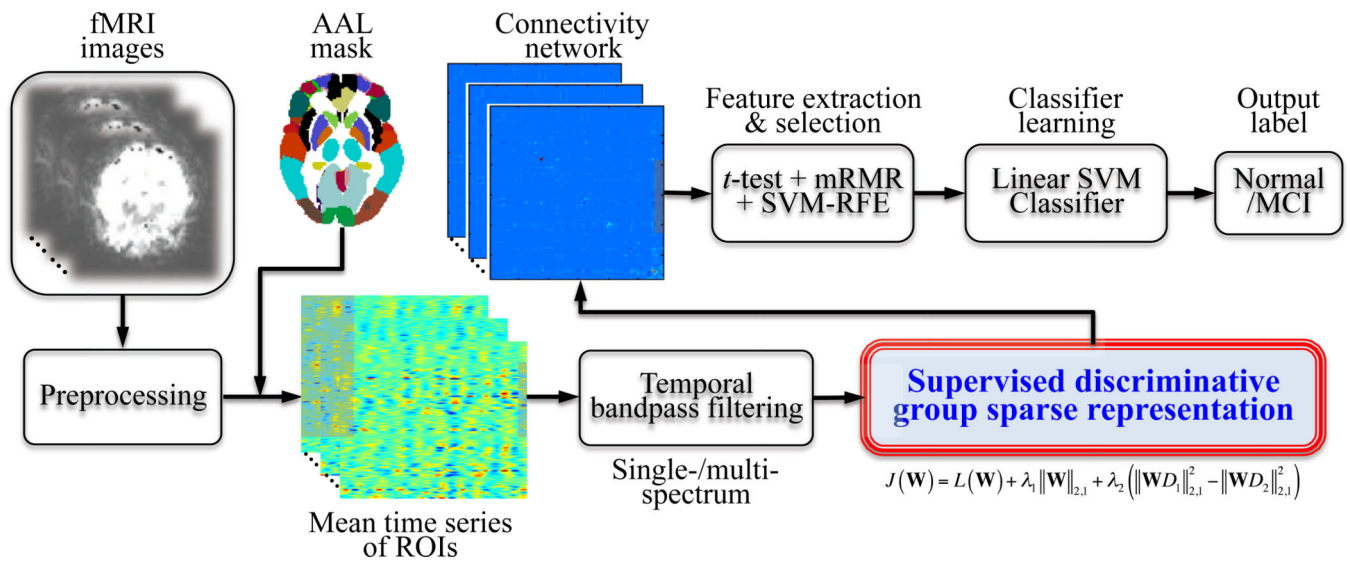 fMRI
images
AAL
mask
Connectivity
network
Feature extraction
& selection
Classifier
learning
Output
label
t-test + mRMR
+ SVM-RFE
Linear SVM
Classifier
Normal
/MCI
Preprocessing
Mean time series
of ROIs
Temporal
bandpass filtering
Single-/multi-
spectrum
Supervised discriminative
group sparse representation
J(W) = L(W) + λ₁‖W‖₂,₁ + λ₂(‖WD₁‖²₂,₁ − ‖WD₂‖²₂,₁)